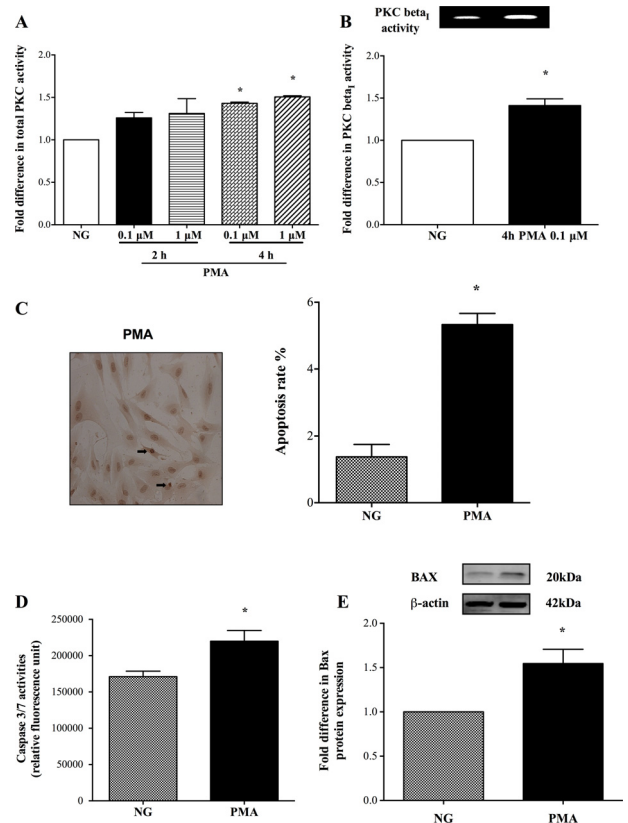 A
Fold difference in total PKC activity
2.0
1.5
1.0
0.5
0.0
*
*
NG
0.1 µM
1 µM
0.1 µM
1 µM
2 h
4 h
PMA
B
PKC betaI
activity
Fold difference in PKC betaI activity
2.0
1.5
1.0
0.5
0.0
*
NG
4h PMA 0.1 µM
C
PMA
Apoptosis rate %
6
4
2
0
*
NG
PMA
D
Caspase 3/7 activities
(relative fluorescence unit)
250000
200000
150000
100000
50000
0
*
NG
PMA
E
BAX
20kDa
β-actin
42kDa
Fold difference in Bax
protein expression
2.0
1.5
1.0
0.5
0.0
*
NG
PMA